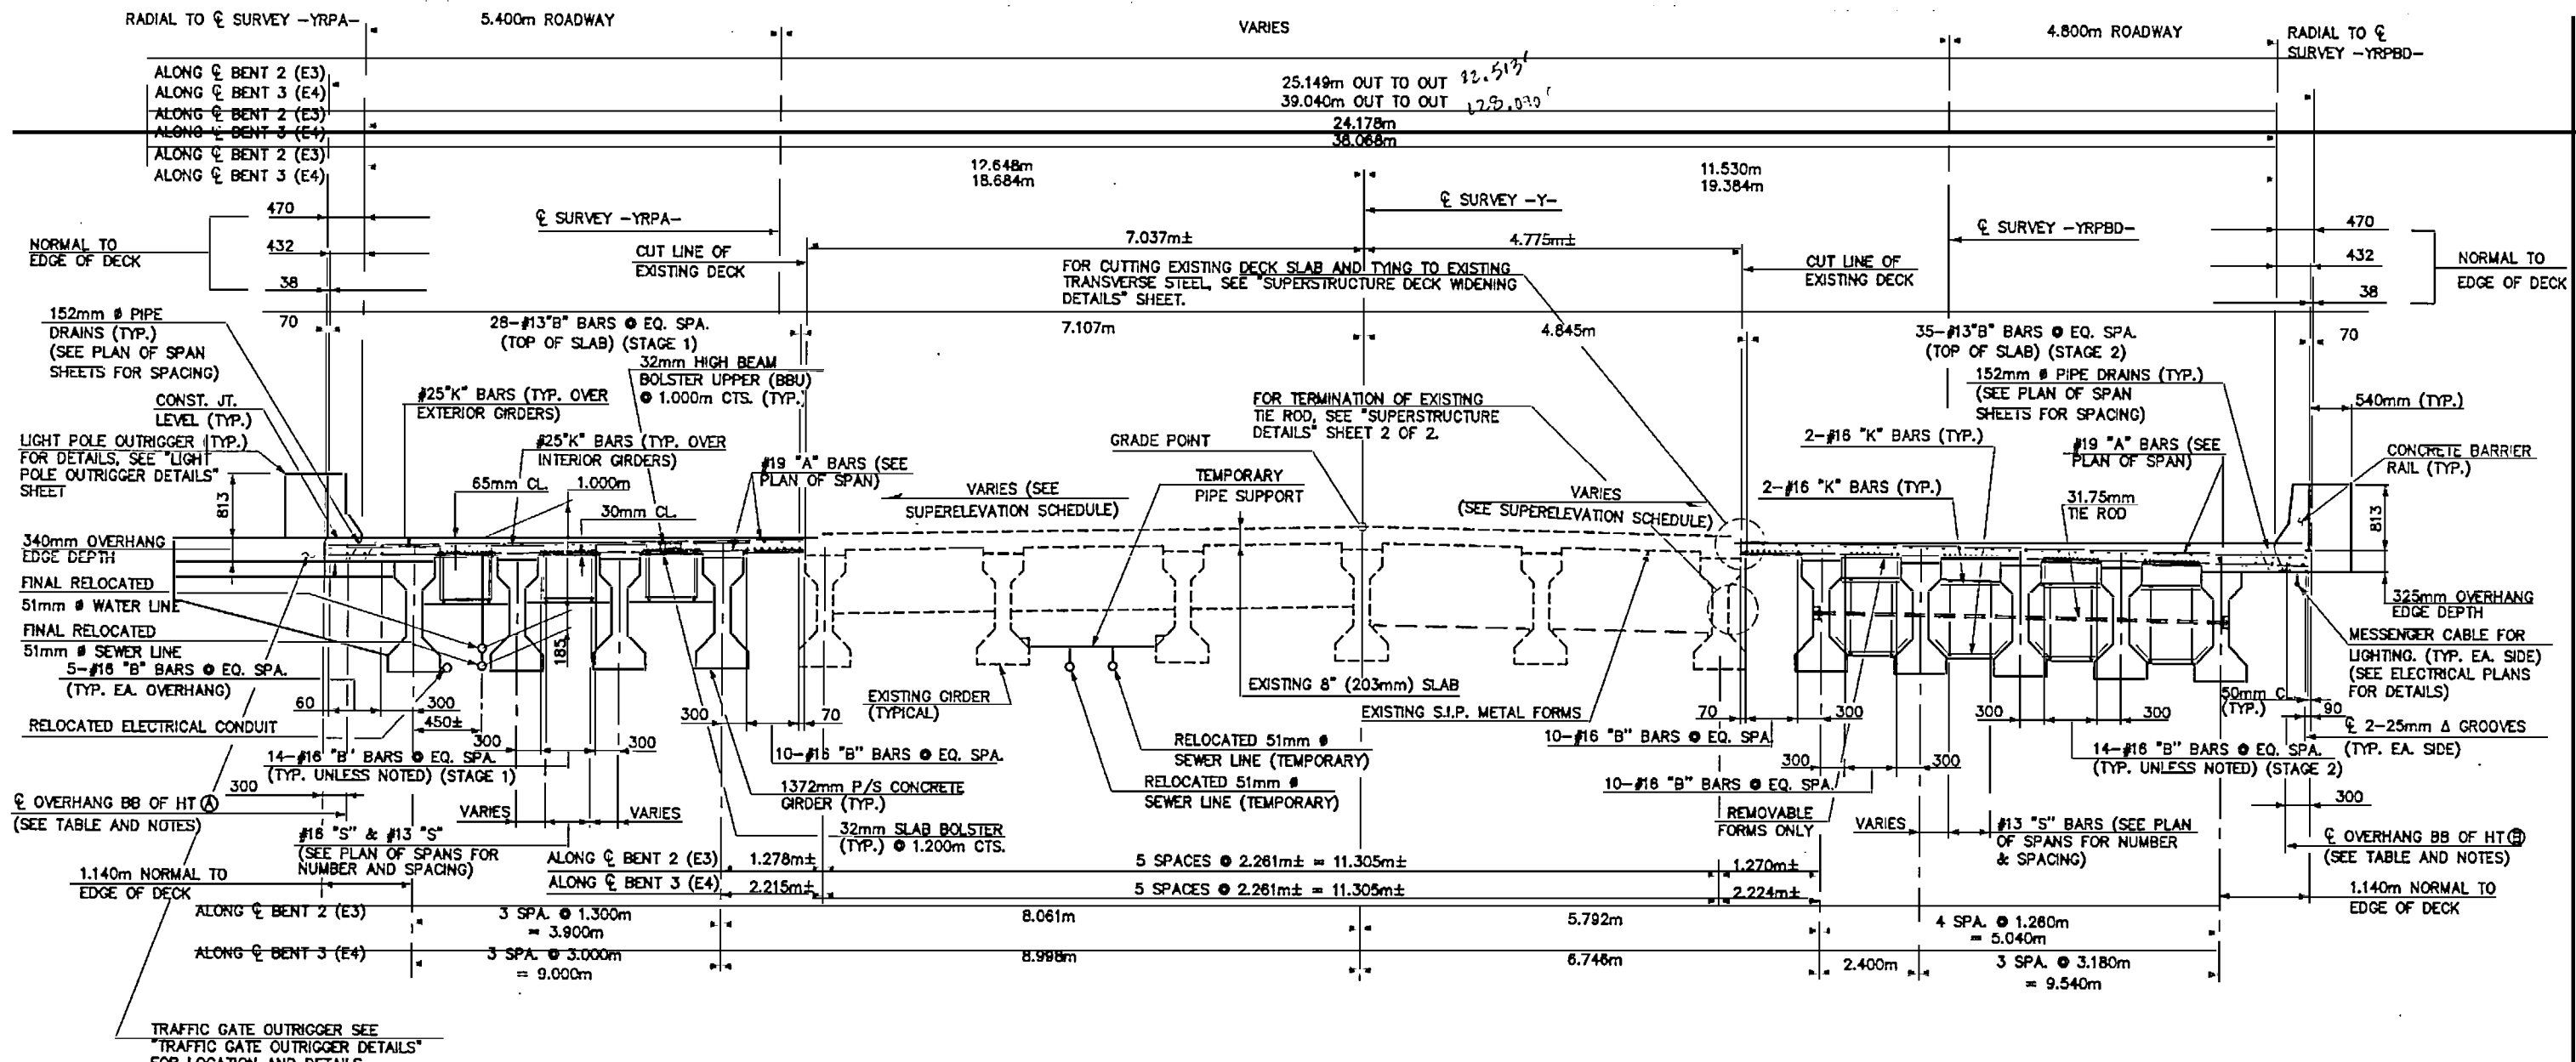 RADIAL TO ℄ SURVEY -YRPA-
5.400m ROADWAY
VARIES
4.800m ROADWAY
RADIAL TO ℄
SURVEY -YRPBD-
ALONG ℄ BENT 2 (E3)
ALONG ℄ BENT 3 (E4)
ALONG ℄ BENT 2 (E3)
ALONG ℄ BENT 3 (E4)
ALONG ℄ BENT 2 (E3)
ALONG ℄ BENT 3 (E4)
25.149m OUT TO OUT
39.040m OUT TO OUT
24.178m
38.068m
12.648m
18.684m
11.530m
19.384m
470
432
38
NORMAL TO
EDGE OF DECK
℄ SURVEY -YRPA-
℄ SURVEY -Y-
℄ SURVEY -YRPBD-
470
432
38
NORMAL TO
EDGE OF DECK
CUT LINE OF
EXISTING DECK
7.037m±
4.775m±
CUT LINE OF
EXISTING DECK
FOR CUTTING EXISTING DECK SLAB AND TYING TO EXISTING
TRANSVERSE STEEL, SEE "SUPERSTRUCTURE DECK WIDENING
DETAILS" SHEET.
152mm ø PIPE
DRAINS (TYP.)
(SEE PLAN OF SPAN
SHEETS FOR SPACING)
70
28-#13"B" BARS @ EQ. SPA.
(TOP OF SLAB) (STAGE 1)
7.107m
4.845m
35-#13"B" BARS @ EQ. SPA.
(TOP OF SLAB) (STAGE 2)
70
32mm HIGH BEAM
BOLSTER UPPER (BBU)
@ 1.000m CTS. (TYP.)
152mm ø PIPE DRAINS (TYP.)
(SEE PLAN OF SPAN
SHEETS FOR SPACING)
540mm (TYP.)
CONST. JT.
LEVEL (TYP.)
#25"K" BARS (TYP. OVER
EXTERIOR GIRDERS)
FOR TERMINATION OF EXISTING
TIE ROD, SEE "SUPERSTRUCTURE
DETAILS" SHEET 2 OF 2.
LIGHT POLE OUTRIGGER (TYP.)
FOR DETAILS, SEE "LIGHT
POLE OUTRIGGER DETAILS"
SHEET
#25"K" BARS (TYP. OVER
INTERIOR GIRDERS)
GRADE POINT
2-#16 "K" BARS (TYP.)
#19 "A" BARS (SEE
PLAN OF SPAN)
CONCRETE BARRIER
RAIL (TYP.)
#19 "A" BARS (SEE
PLAN OF SPAN)
TEMPORARY
PIPE SUPPORT
813
65mm CL.
1.000m
30mm CL.
VARIES (SEE
SUPERELEVATION SCHEDULE)
VARIES
(SEE SUPERELEVATION SCHEDULE)
2-#16 "K" BARS (TYP.)
31.75mm
TIE ROD
813
340mm OVERHANG
EDGE DEPTH
FINAL RELOCATED
51mm ø WATER LINE
FINAL RELOCATED
51mm ø SEWER LINE
185
325mm OVERHANG
EDGE DEPTH
MESSENGER CABLE FOR
LIGHTING. (TYP. EA. SIDE)
(SEE ELECTRICAL PLANS
FOR DETAILS)
5-#16 "B" BARS @ EQ. SPA.
(TYP. EA. OVERHANG)
EXISTING GIRDER
(TYPICAL)
EXISTING 8" (203mm) SLAB
EXISTING S.I.P. METAL FORMS
50mm C
(TYP.)
90
60
300
450±
300
70
70
300
300
300
RELOCATED ELECTRICAL CONDUIT
300
300
℄ 2-25mm Δ GROOVES
(TYP. EA. SIDE)
14-#16 "B" BARS @ EQ. SPA.
(TYP. UNLESS NOTED) (STAGE 1)
10-#16 "B" BARS @ EQ. SPA.
RELOCATED 51mm ø
SEWER LINE (TEMPORARY)
10-#16 "B" BARS @ EQ. SPA.
14-#16 "B" BARS @ EQ. SPA.
(TYP. UNLESS NOTED) (STAGE 2)
300
300
300
1372mm P/S CONCRETE
GIRDER (TYP.)
RELOCATED 51mm ø
SEWER LINE (TEMPORARY)
10-#16 "B" BARS @ EQ. SPA.
300
℄ OVERHANG BB OF HT Ⓐ
(SEE TABLE AND NOTES)
VARIES
VARIES
REMOVABLE
FORMS ONLY
VARIES
#13 "S" BARS (SEE PLAN
OF SPANS FOR NUMBER
& SPACING)
℄ OVERHANG BB OF HT Ⓑ
(SEE TABLE AND NOTES)
#16 "S" & #13 "S"
(SEE PLAN OF SPANS FOR
NUMBER AND SPACING)
32mm SLAB BOLSTER
(TYP.) @ 1.200m CTS.
ALONG ℄ BENT 2 (E3)
1.278m±
5 SPACES @ 2.261m± = 11.305m±
1.270m±
ALONG ℄ BENT 3 (E4)
2.215m±
5 SPACES @ 2.261m± = 11.305m±
2.224m±
1.140m NORMAL TO
EDGE OF DECK
1.140m NORMAL TO
EDGE OF DECK
ALONG ℄ BENT 2 (E3)
3 SPA. @ 1.300m
= 3.900m
8.061m
5.792m
4 SPA. @ 1.260m
= 5.040m
ALONG ℄ BENT 3 (E4)
3 SPA. @ 3.000m
= 9.000m
8.998m
6.746m
2.400m
3 SPA. @ 3.180m
= 9.540m
TRAFFIC GATE OUTRIGGER SEE
"TRAFFIC GATE OUTRIGGER DETAILS"
FOR LOCATION AND DETAILS